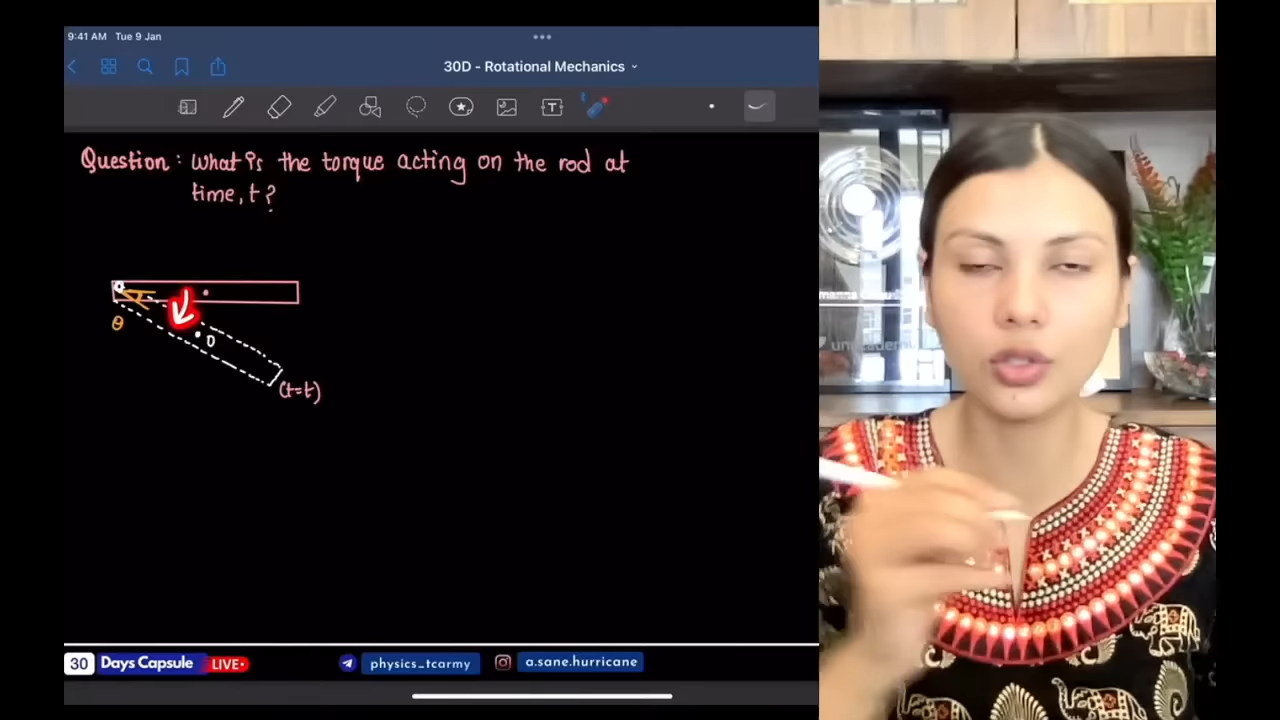 9:41 AM Tue 9 Jan
30D - Rotational Mechanics
Question: What is the torque acting on the rod at
time, t?
θ
(t=t)
unacademy
30 Days Capsule LIVE
physics_tcarmy
a.sane.hurricane